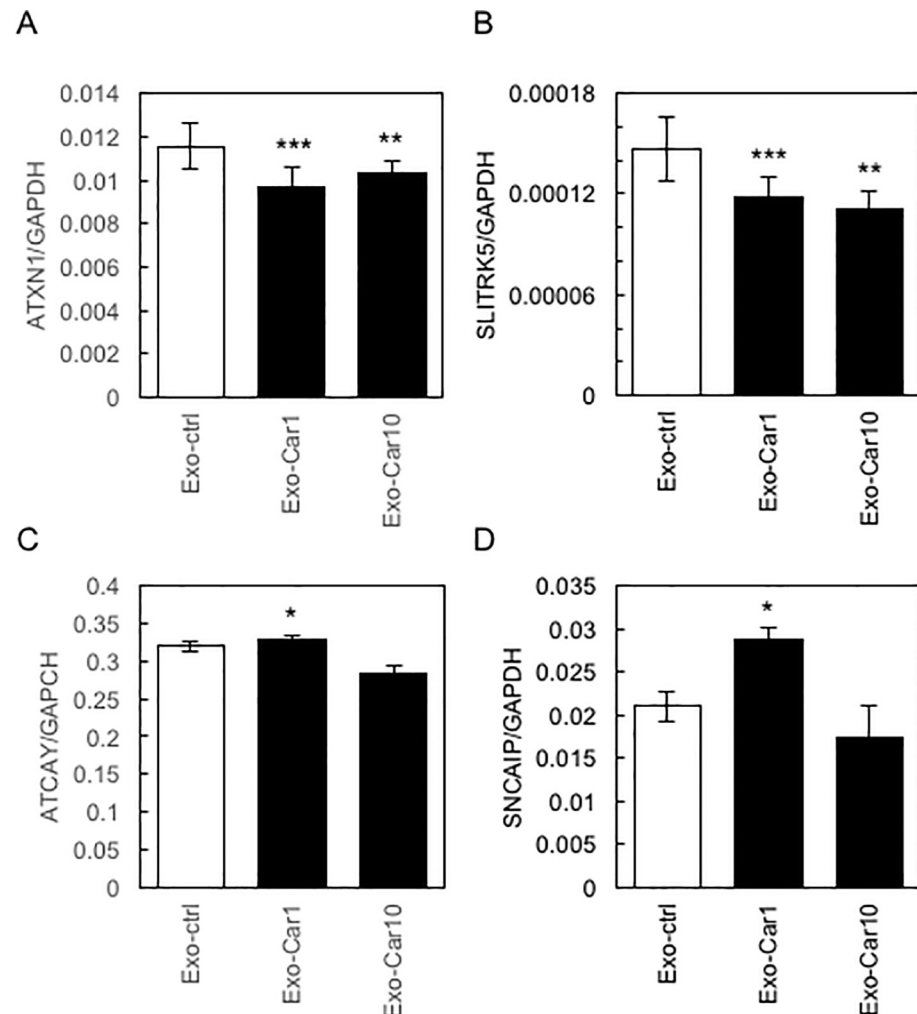 A
ATXN1/GAPDH
0.014
0.012
0.01
0.008
0.006
0.004
0.002
0
***
**
Exo-ctrl
Exo-Car1
Exo-Car10
B
SLITRK5/GAPDH
0.00018
0.00012
0.00006
0
***
**
Exo-ctrl
Exo-Car1
Exo-Car10
C
ATCAY/GAPCH
0.4
0.35
0.3
0.25
0.2
0.15
0.1
0.05
0
*
Exo-ctrl
Exo-Car1
Exo-Car10
D
SNCAIP/GAPDH
0.035
0.03
0.025
0.02
0.015
0.01
0.005
0
*
Exo-ctrl
Exo-Car1
Exo-Car10